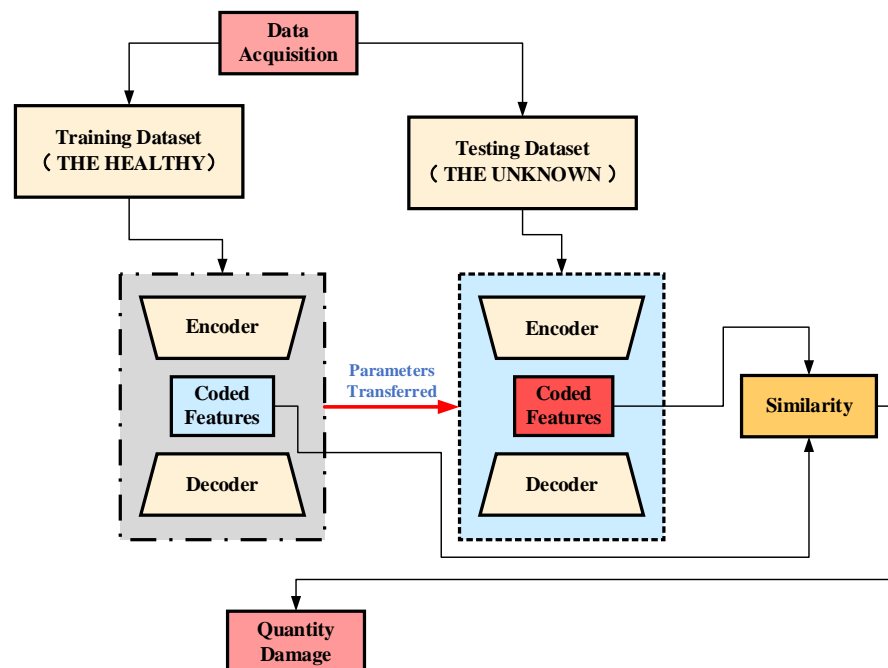 Data
Acquisition
Training Dataset
（ THE HEALTHY）
Testing Dataset
（ THE UNKNOWN ）
Encoder
Coded
Features
Decoder
Parameters
Transferred
Encoder
Coded
Features
Decoder
Similarity
Quantity
Damage